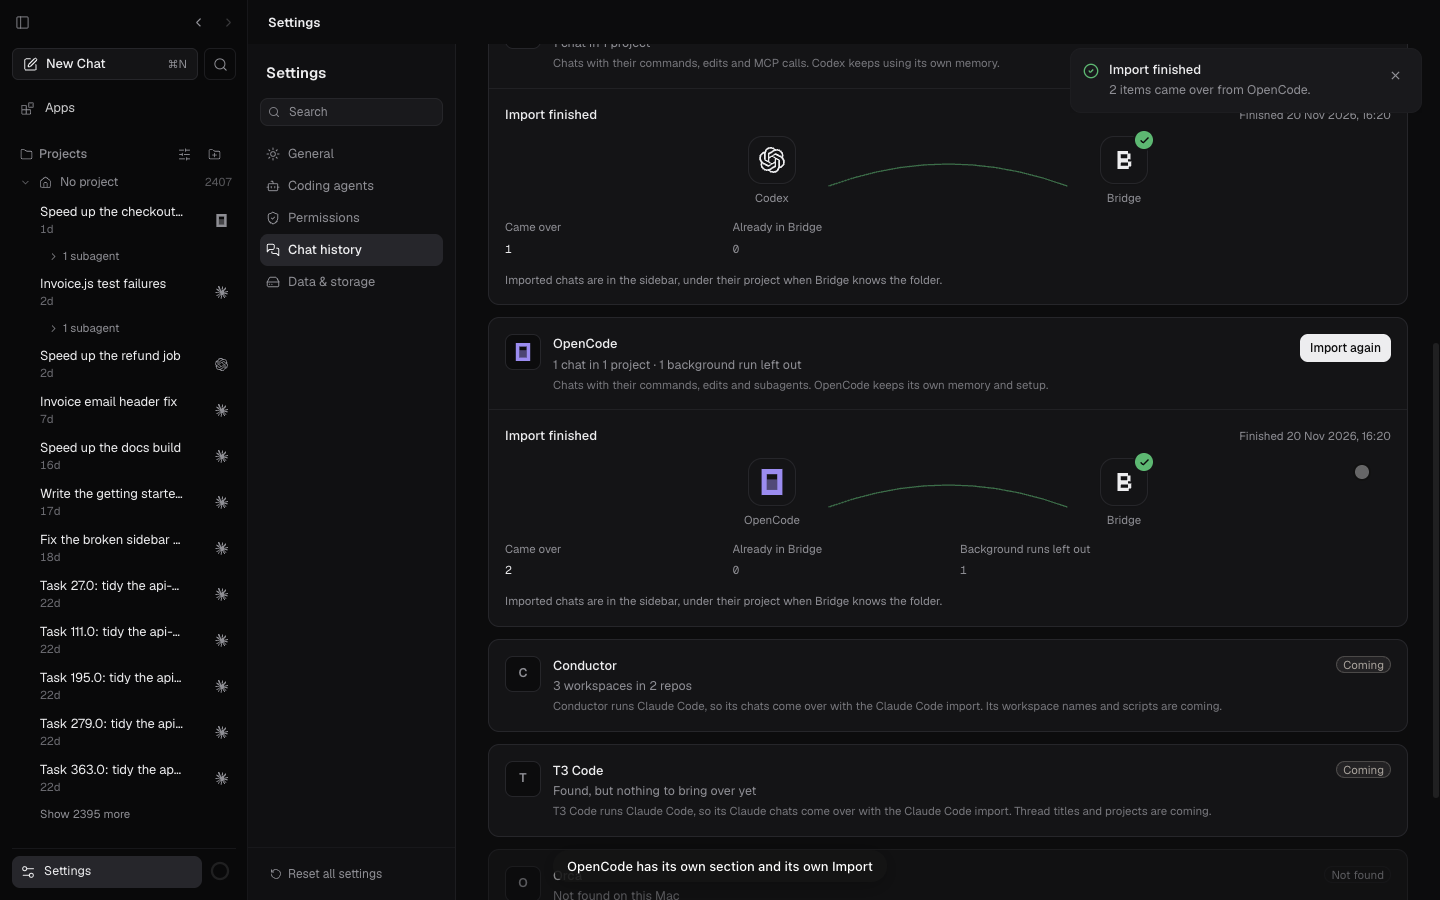 Settings
New Chat ⌘N
Apps
Projects
No project 2407
Speed up the checkout...
1d
1 subagent
Invoice.js test failures
2d
1 subagent
Speed up the refund job
2d
Invoice email header fix
7d
Speed up the docs build
16d
Write the getting starte...
17d
Fix the broken sidebar ...
18d
Task 27.0: tidy the api-...
22d
Task 111.0: tidy the api-...
22d
Task 195.0: tidy the api...
22d
Task 279.0: tidy the api...
22d
Task 363.0: tidy the ap...
22d
Show 2395 more
Settings
Settings
Search
General
Coding agents
Permissions
Chat history
Data & storage
Reset all settings
1 chat in 1 project
Chats with their commands, edits and MCP calls. Codex keeps using its own memory.
Import finished
2 items came over from OpenCode.
Import finished
Finished 20 Nov 2026, 16:20
B
Codex
Bridge
Came over
Already in Bridge
1
0
Imported chats are in the sidebar, under their project when Bridge knows the folder.
OpenCode
Import again
1 chat in 1 project · 1 background run left out
Chats with their commands, edits and subagents. OpenCode keeps its own memory and setup.
Import finished
Finished 20 Nov 2026, 16:20
B
OpenCode
Bridge
Came over
Already in Bridge
Background runs left out
2
0
1
Imported chats are in the sidebar, under their project when Bridge knows the folder.
C
Conductor
Coming
3 workspaces in 2 repos
Conductor runs Claude Code, so its chats come over with the Claude Code import. Its workspace names and scripts are coming.
T
T3 Code
Coming
Found, but nothing to bring over yet
T3 Code runs Claude Code, so its Claude chats come over with the Claude Code import. Thread titles and projects are coming.
OpenCode has its own section and its own Import
O
Not found
Not found on this Mac